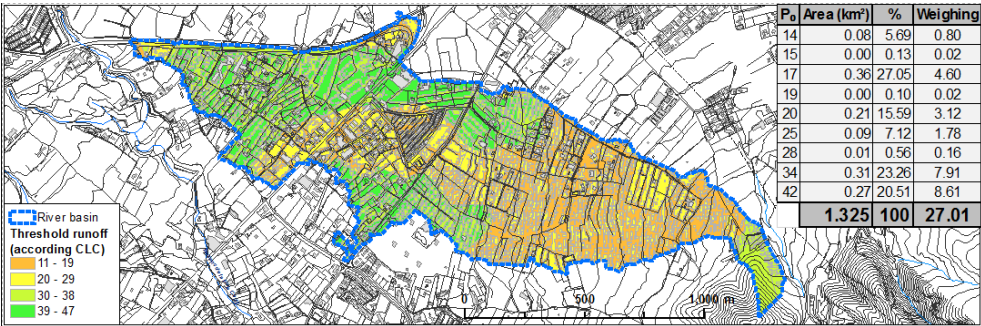 P₀ Area (km²) % Weighing
14 0.08 5.69 0.80
15 0.00 0.13 0.02
17 0.36 27.05 4.60
19 0.00 0.10 0.02
20 0.21 15.59 3.12
25 0.09 7.12 1.78
28 0.01 0.56 0.16
34 0.31 23.26 7.91
42 0.27 20.51 8.61
1.325 100 27.01
River basin
Threshold runoff
(according CLC)
11 - 19
20 - 29
30 - 38
39 - 47
0 500 1,000 m